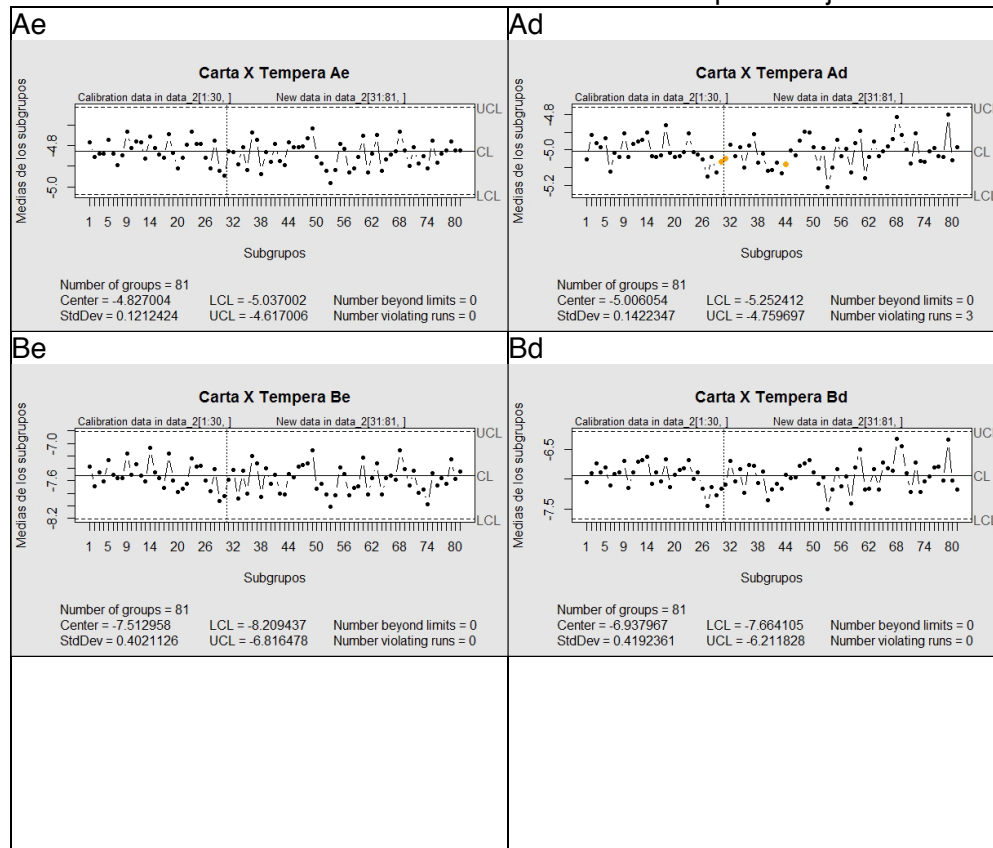 Ae
Carta X Tempera Ae
Calibration data in data_2[1:30, ] New data in data_2[31:81, ]
Medias de los subgrupos
-4.8
-5.0
UCL
CL
LCL
1 5 9 14 20 26 32 38 44 50 56 62 68 74 80
Subgrupos
Number of groups = 81
Center = -4.827004 LCL = -5.037002 Number beyond limits = 0
StdDev = 0.1212424 UCL = -4.617006 Number violating runs = 0
Ad
Carta X Tempera Ad
Calibration data in data_2[1:30, ] New data in data_2[31:81, ]
Medias de los subgrupos
-4.8
-5.0
-5.2
UCL
CL
LCL
1 5 9 14 20 26 32 38 44 50 56 62 68 74 80
Subgrupos
Number of groups = 81
Center = -5.006054 LCL = -5.252412 Number beyond limits = 0
StdDev = 0.1422347 UCL = -4.759697 Number violating runs = 3
Be
Carta X Tempera Be
Calibration data in data_2[1:30, ] New data in data_2[31:81, ]
Medias de los subgrupos
-7.0
-7.6
-8.2
UCL
CL
LCL
1 5 9 14 20 26 32 38 44 50 56 62 68 74 80
Subgrupos
Number of groups = 81
Center = -7.512958 LCL = -8.209437 Number beyond limits = 0
StdDev = 0.4021126 UCL = -6.816478 Number violating runs = 0
Bd
Carta X Tempera Bd
Calibration data in data_2[1:30, ] New data in data_2[31:81, ]
Medias de los subgrupos
-6.5
-7.5
UCL
CL
LCL
1 5 9 14 20 26 32 38 44 50 56 62 68 74 80
Subgrupos
Number of groups = 81
Center = -6.937967 LCL = -7.664105 Number beyond limits = 0
StdDev = 0.4192361 UCL = -6.211828 Number violating runs = 0